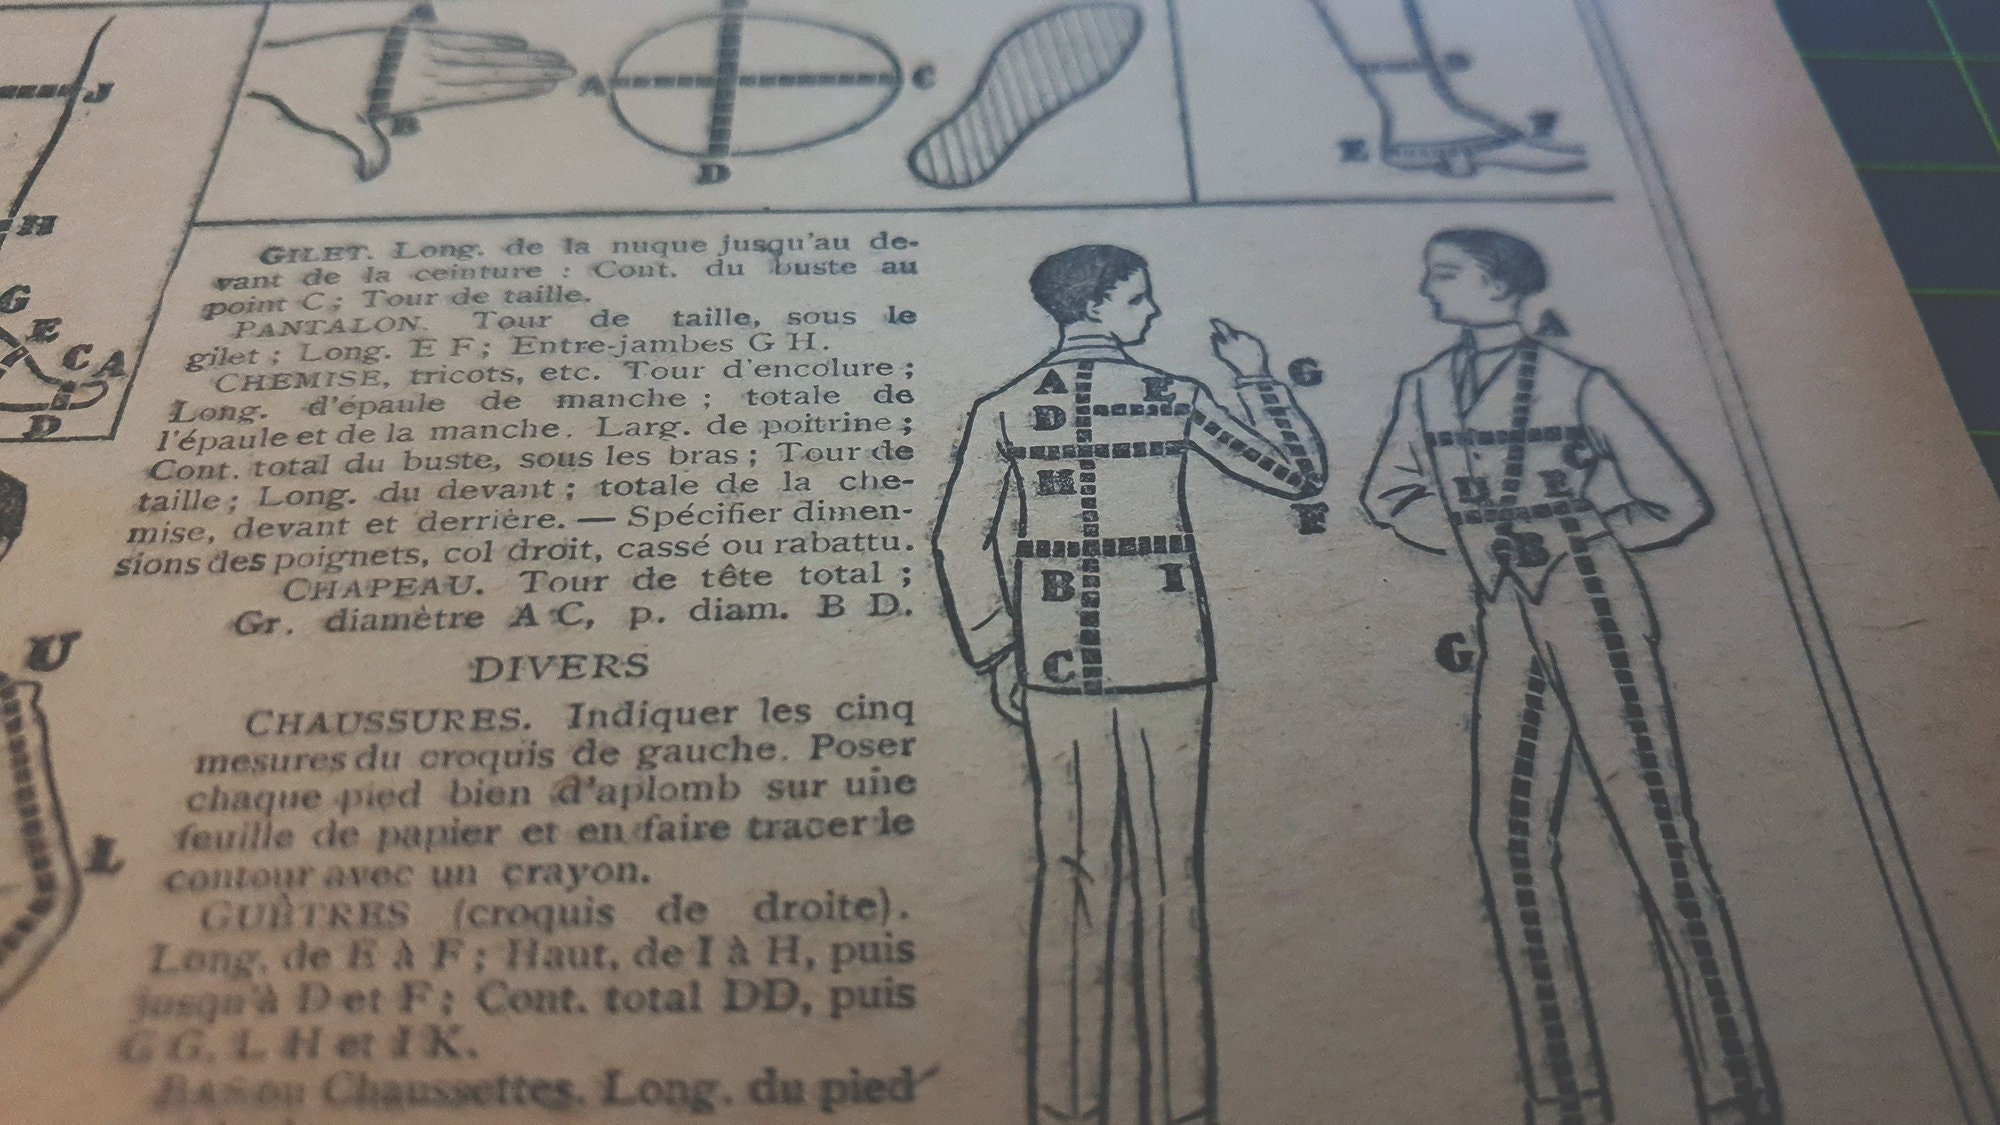 A
B
A
C
D
E
F
J
H
G
E
C A
D
GILET. Long. de la nuque jusqu'au de-
vant de la ceinture : Cont. du buste au
point C ; Tour de taille.
PANTALON. Tour de taille, sous le
gilet ; Long. E F ; Entre-jambes G H.
CHEMISE, tricots, etc. Tour d'encolure ;
Long. d'épaule de manche ; totale de
l'épaule et de la manche. Larg. de poitrine ;
Cont. total du buste, sous les bras ; Tour de
taille ; Long. du devant ; totale de la che-
mise, devant et derrière. — Spécifier dimen-
sions des poignets, col droit, cassé ou rabattu.
CHAPEAU. Tour de tête total ;
Gr. diamètre A C, p. diam. B D.
DIVERS
CHAUSSURES. Indiquer les cinq
mesures du croquis de gauche. Poser
chaque pied bien d'aplomb sur une
feuille de papier et en faire tracer le
contour avec un crayon.
GUÊTRES (croquis de droite).
Long. de E à F ; Haut. de I à H, puis
jusqu'à D et F ; Cont. total DD, puis
G G, L H et I K.
BAS ou Chaussettes. Long. du pied
U
L
A
D
E
G
H
E
B
I
C
A
C
B
G